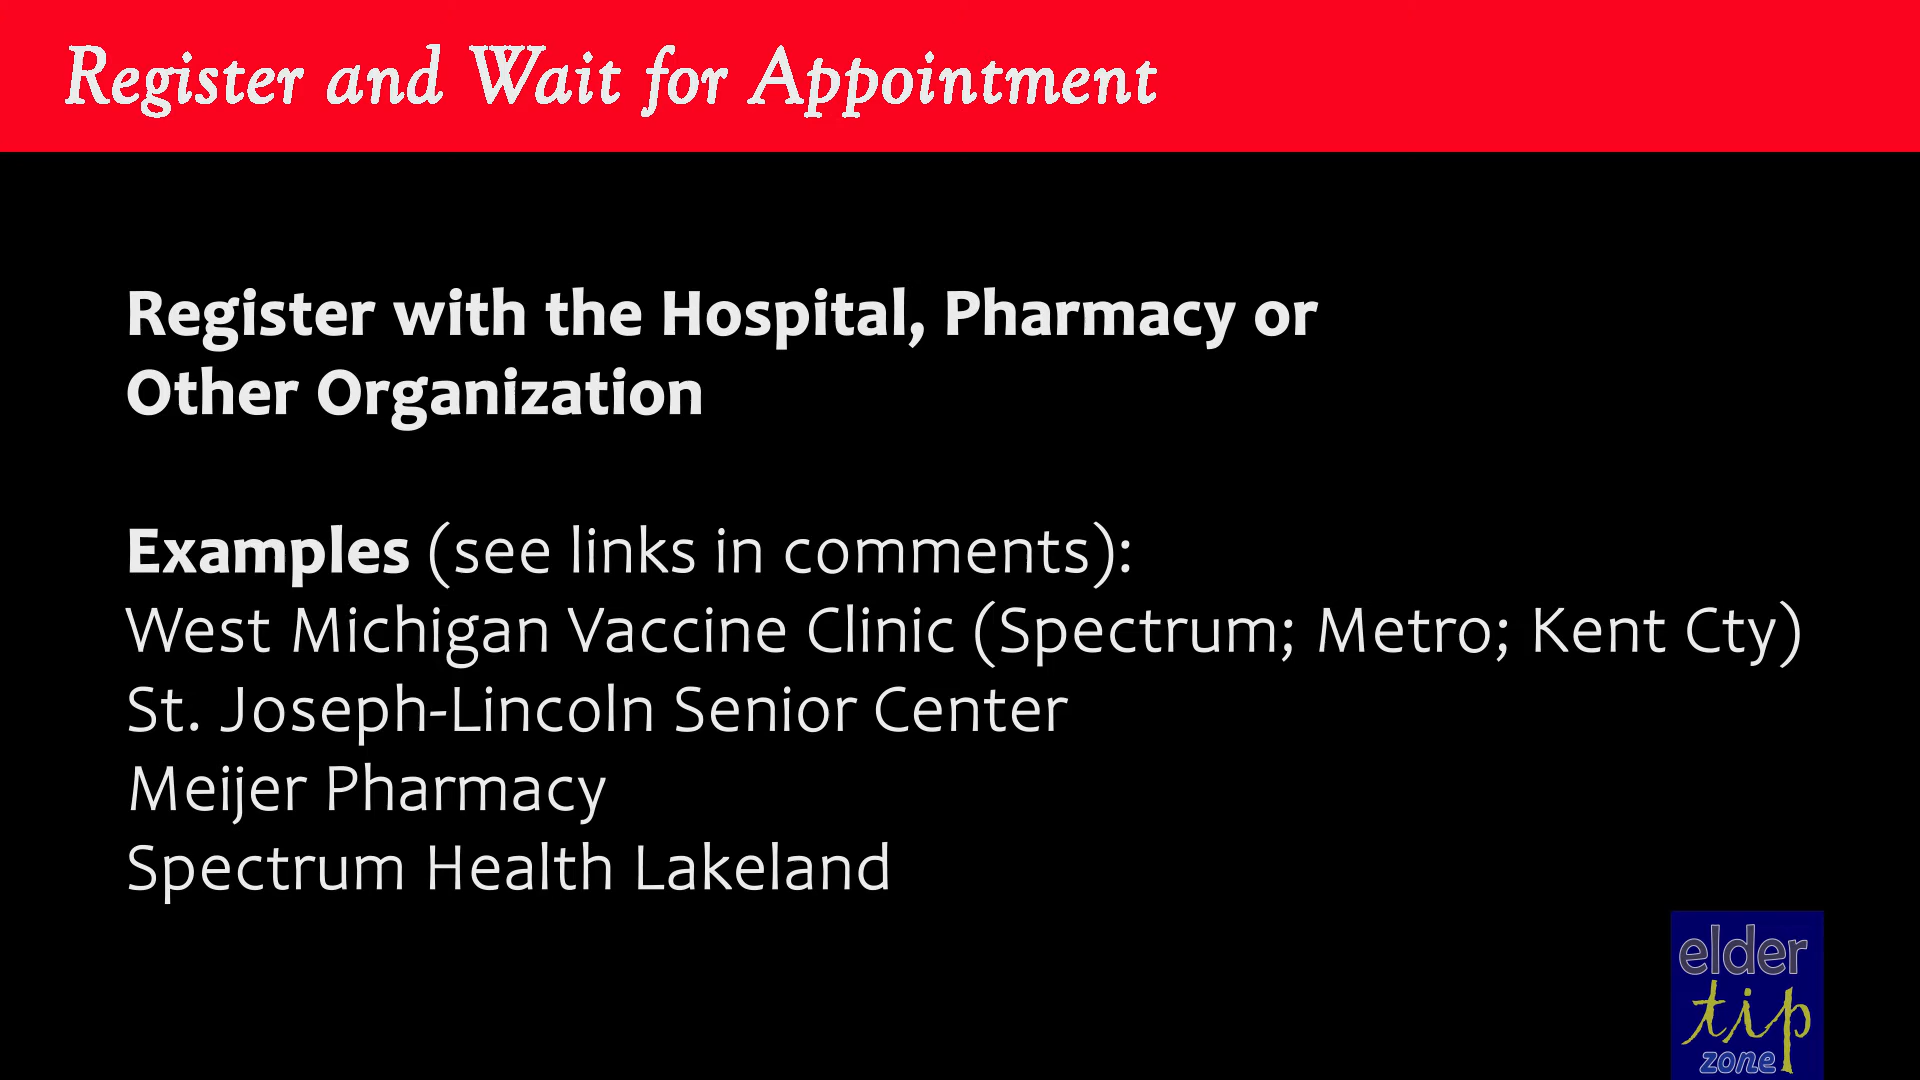 Register and Wait for Appointment
Register with the Hospital, Pharmacy or
Other Organization
Examples (see links in comments):
West Michigan Vaccine Clinic (Spectrum; Metro; Kent Cty)
St. Joseph-Lincoln Senior Center
Meijer Pharmacy
Spectrum Health Lakeland
elder
tip
zone